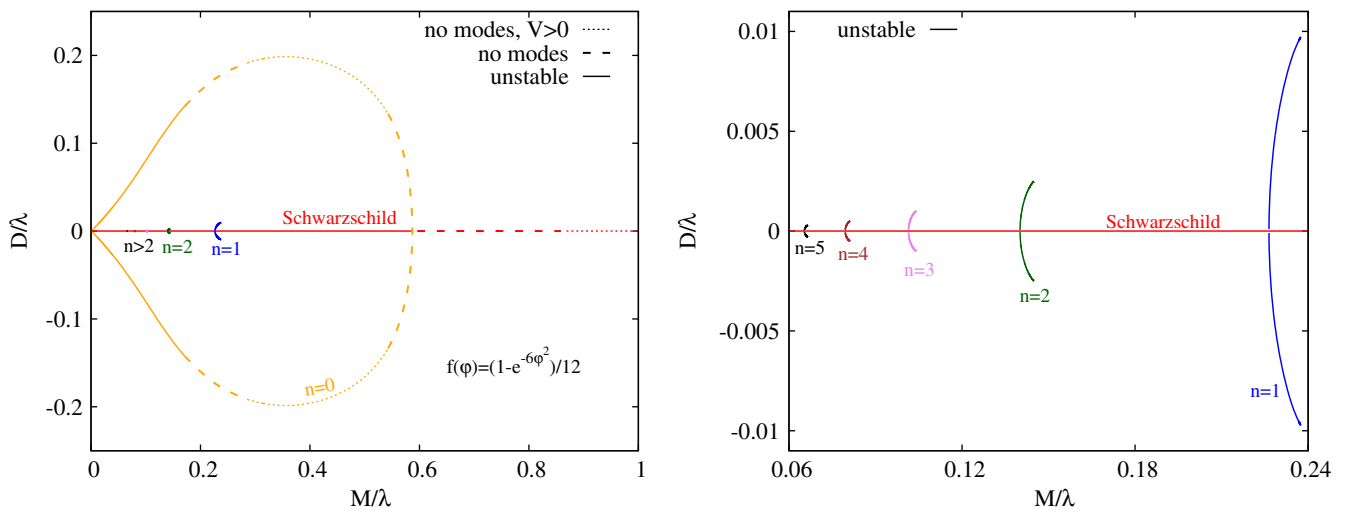 no modes, V>0
no modes
unstable
0.2
0.1
0
-0.1
-0.2
D/λ
Schwarzschild
n>2
n=2
n=1
n=0
f(φ)=(1-e^{-6φ^2})/12
0
0.2
0.4
0.6
0.8
1
M/λ
unstable
0.01
0.005
0
-0.005
-0.01
D/λ
Schwarzschild
n=5
n=4
n=3
n=2
n=1
0.06
0.12
0.18
0.24
M/λ